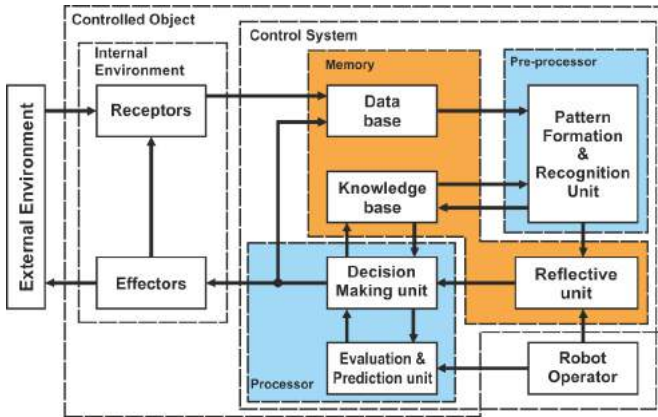 Controlled Object
Control System
Internal
Environment
Memory
Pre-processor
External Environment
Receptors
Data
base
Pattern
Formation
&
Recognition
Unit
Knowledge
base
Effectors
Decision
Making unit
Reflective
unit
Evaluation &
Prediction unit
Processor
Robot
Operator